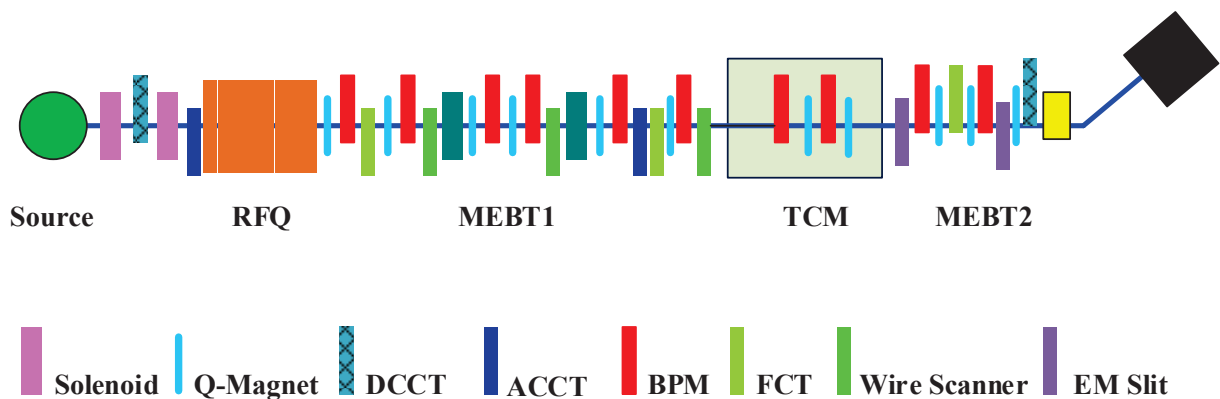 Source RFQ MEBT1 TCM MEBT2
Solenoid Q-Magnet DCCT ACCT BPM FCT Wire Scanner EM Slit